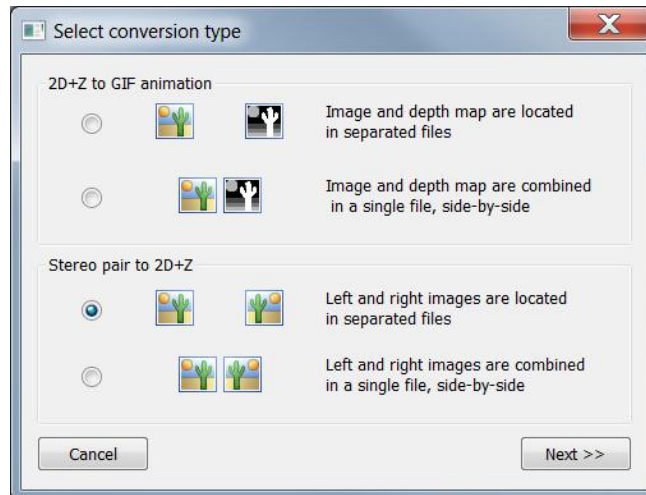 Select conversion type
2D+Z to GIF animation
Image and depth map are located
in separated files
Image and depth map are combined
in a single file, side-by-side
Stereo pair to 2D+Z
Left and right images are located
in separated files
Left and right images are combined
in a single file, side-by-side
Cancel
Next >>